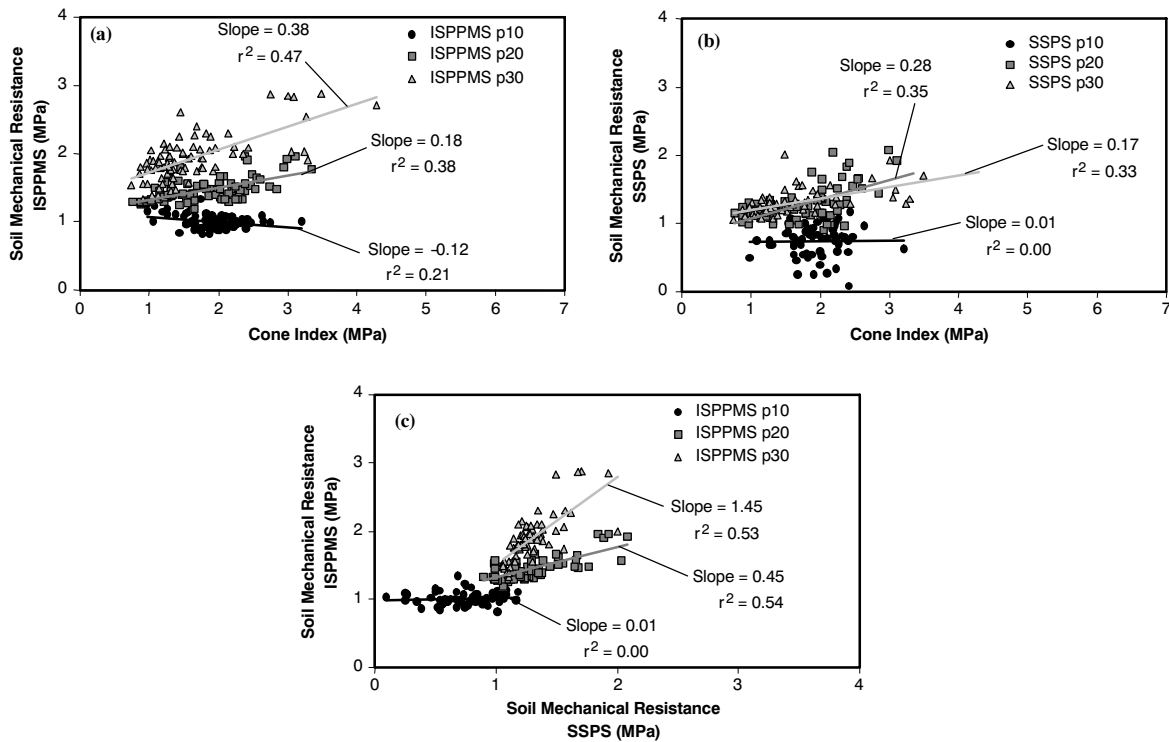 (a)
Slope = 0.38
r2 = 0.47
ISPPMS p10
ISPPMS p20
ISPPMS p30
Slope = 0.18
r2 = 0.38
Slope = -0.12
r2 = 0.21
Soil Mechanical Resistance
ISPPMS (MPa)
4
3
2
1
0
0 1 2 3 4 5 6 7
Cone Index (MPa)
(b)
Slope = 0.28
r2 = 0.35
SSPS p10
SSPS p20
SSPS p30
Slope = 0.17
r2 = 0.33
Slope = 0.01
r2 = 0.00
Soil Mechanical Resistance
SSPS (MPa)
4
3
2
1
0
0 1 2 3 4 5 6 7
Cone Index (MPa)
(c)
ISPPMS p10
ISPPMS p20
ISPPMS p30
Slope = 1.45
r2 = 0.53
Slope = 0.45
r2 = 0.54
Slope = 0.01
r2 = 0.00
Soil Mechanical Resistance
ISPPMS (MPa)
4
3
2
1
0
0 1 2 3 4
Soil Mechanical Resistance
SSPS (MPa)